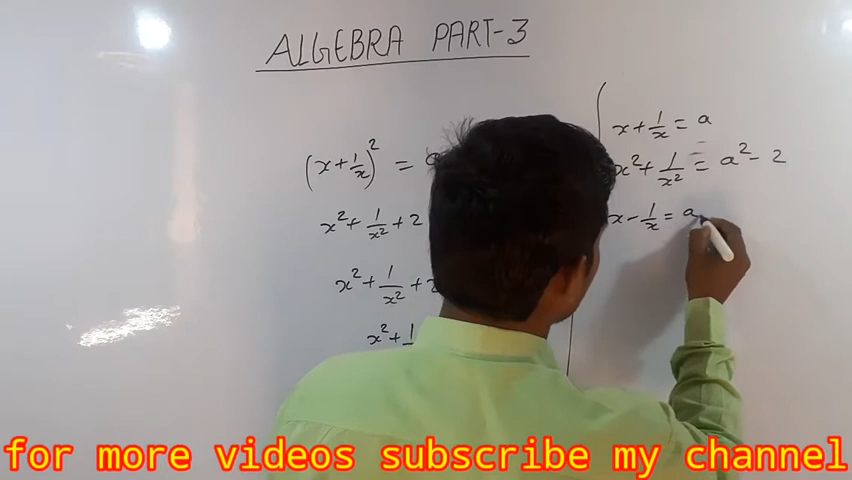 ALGEBRA PART-3
(x+1/x)² =
x²+1/x²+2
x²+1/x²+
x²+1
x+1/x=a
x²+1/x²=a²-2
x-1/x=a
for more videos subscribe my channel